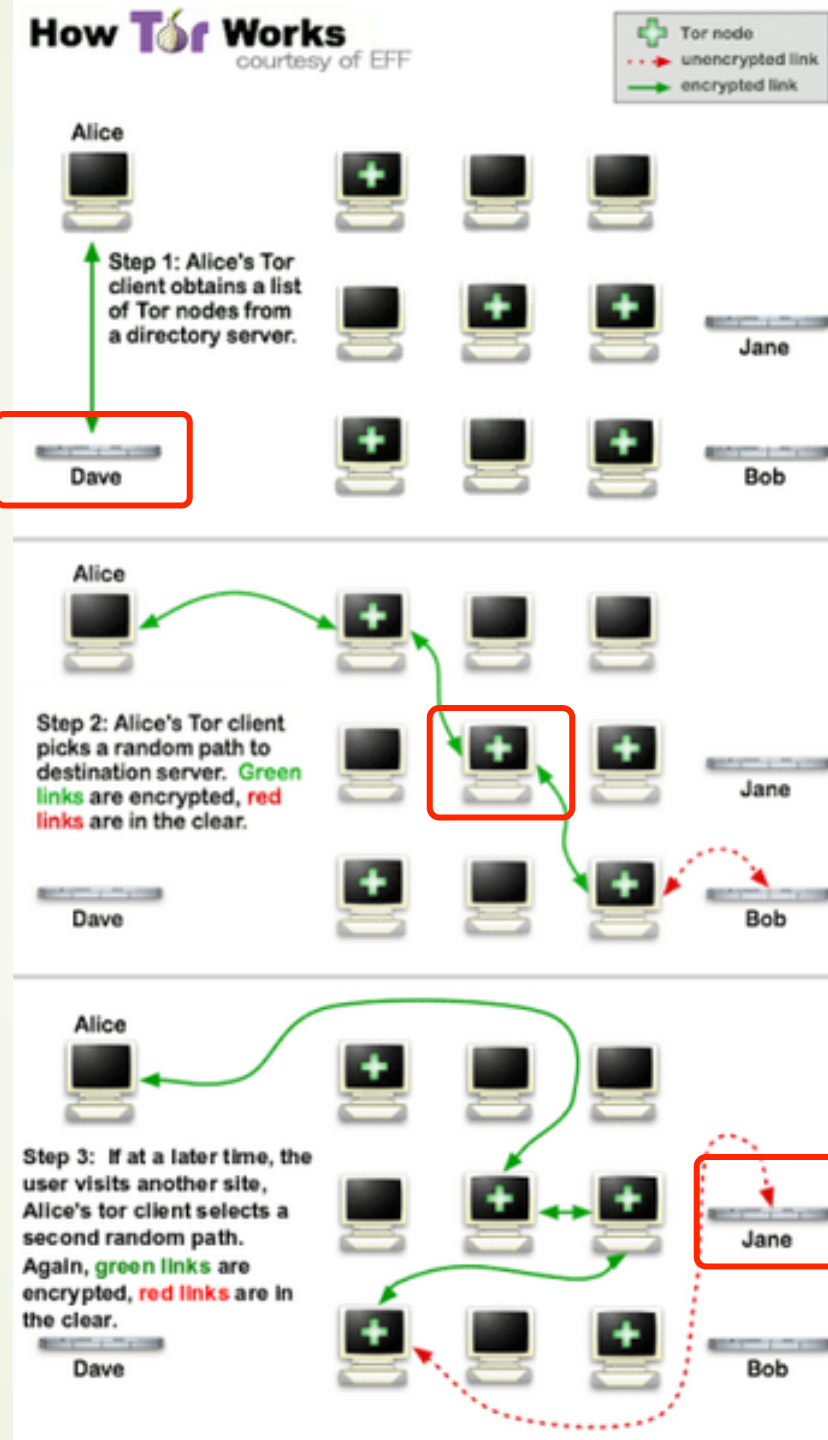 How Tor Works
courtesy of EFF
Tor node
unencrypted link
encrypted link
Alice
Step 1: Alice's Tor
client obtains a list
of Tor nodes from
a directory server.
Jane
Dave
Bob
Alice
Step 2: Alice's Tor client
picks a random path to
destination server. Green
links are encrypted, red
links are in the clear.
Jane
Dave
Bob
Alice
Step 3: If at a later time, the
user visits another site,
Alice's tor client selects a
second random path.
Again, green links are
encrypted, red links are in
the clear.
Jane
Dave
Bob